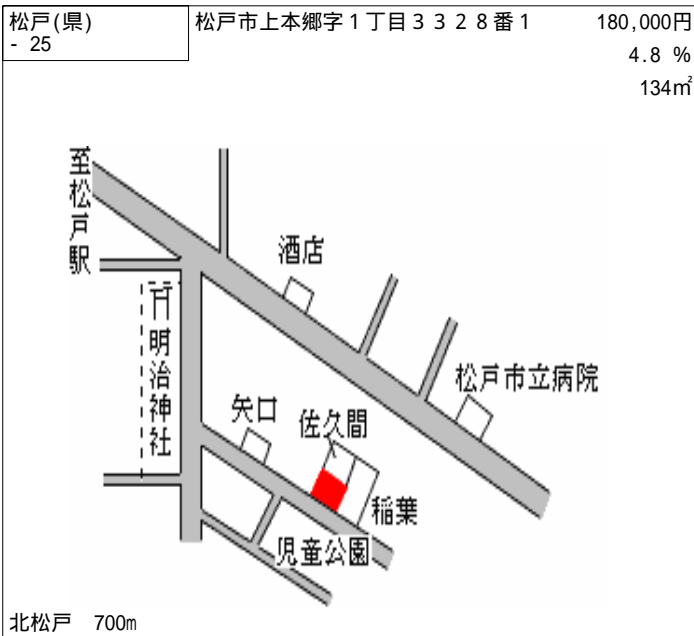 松戸(県)
- 25
松戸市上本郷字1丁目3328番1
180,000円
4.8 %
134㎡
至松戸駅
酒店
明治神社
松戸市立病院
矢口
佐久間
稲葉
児童公園
北松戸 700m